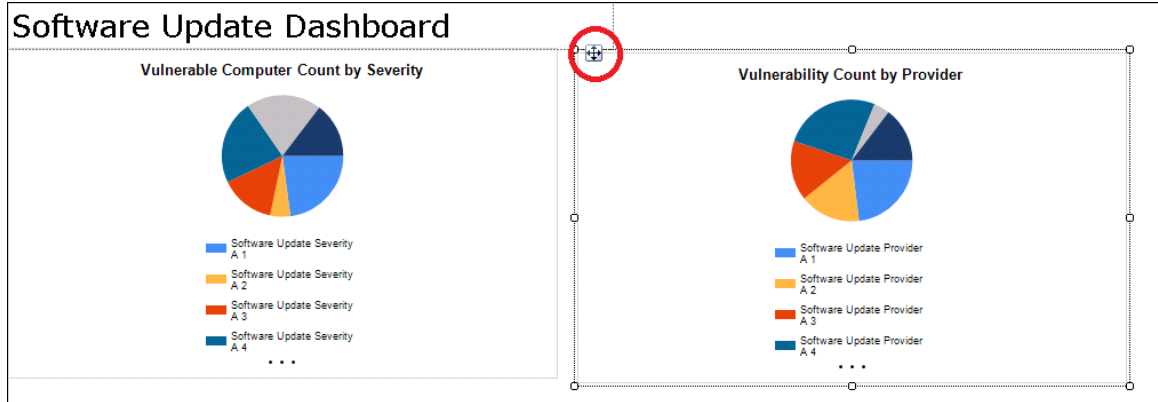 Software Update Dashboard
Vulnerable Computer Count by Severity
Software Update Severity
A 1
Software Update Severity
A 2
Software Update Severity
A 3
Software Update Severity
A 4
• • •
Vulnerability Count by Provider
Software Update Provider
A 1
Software Update Provider
A 2
Software Update Provider
A 3
Software Update Provider
A 4
• • •